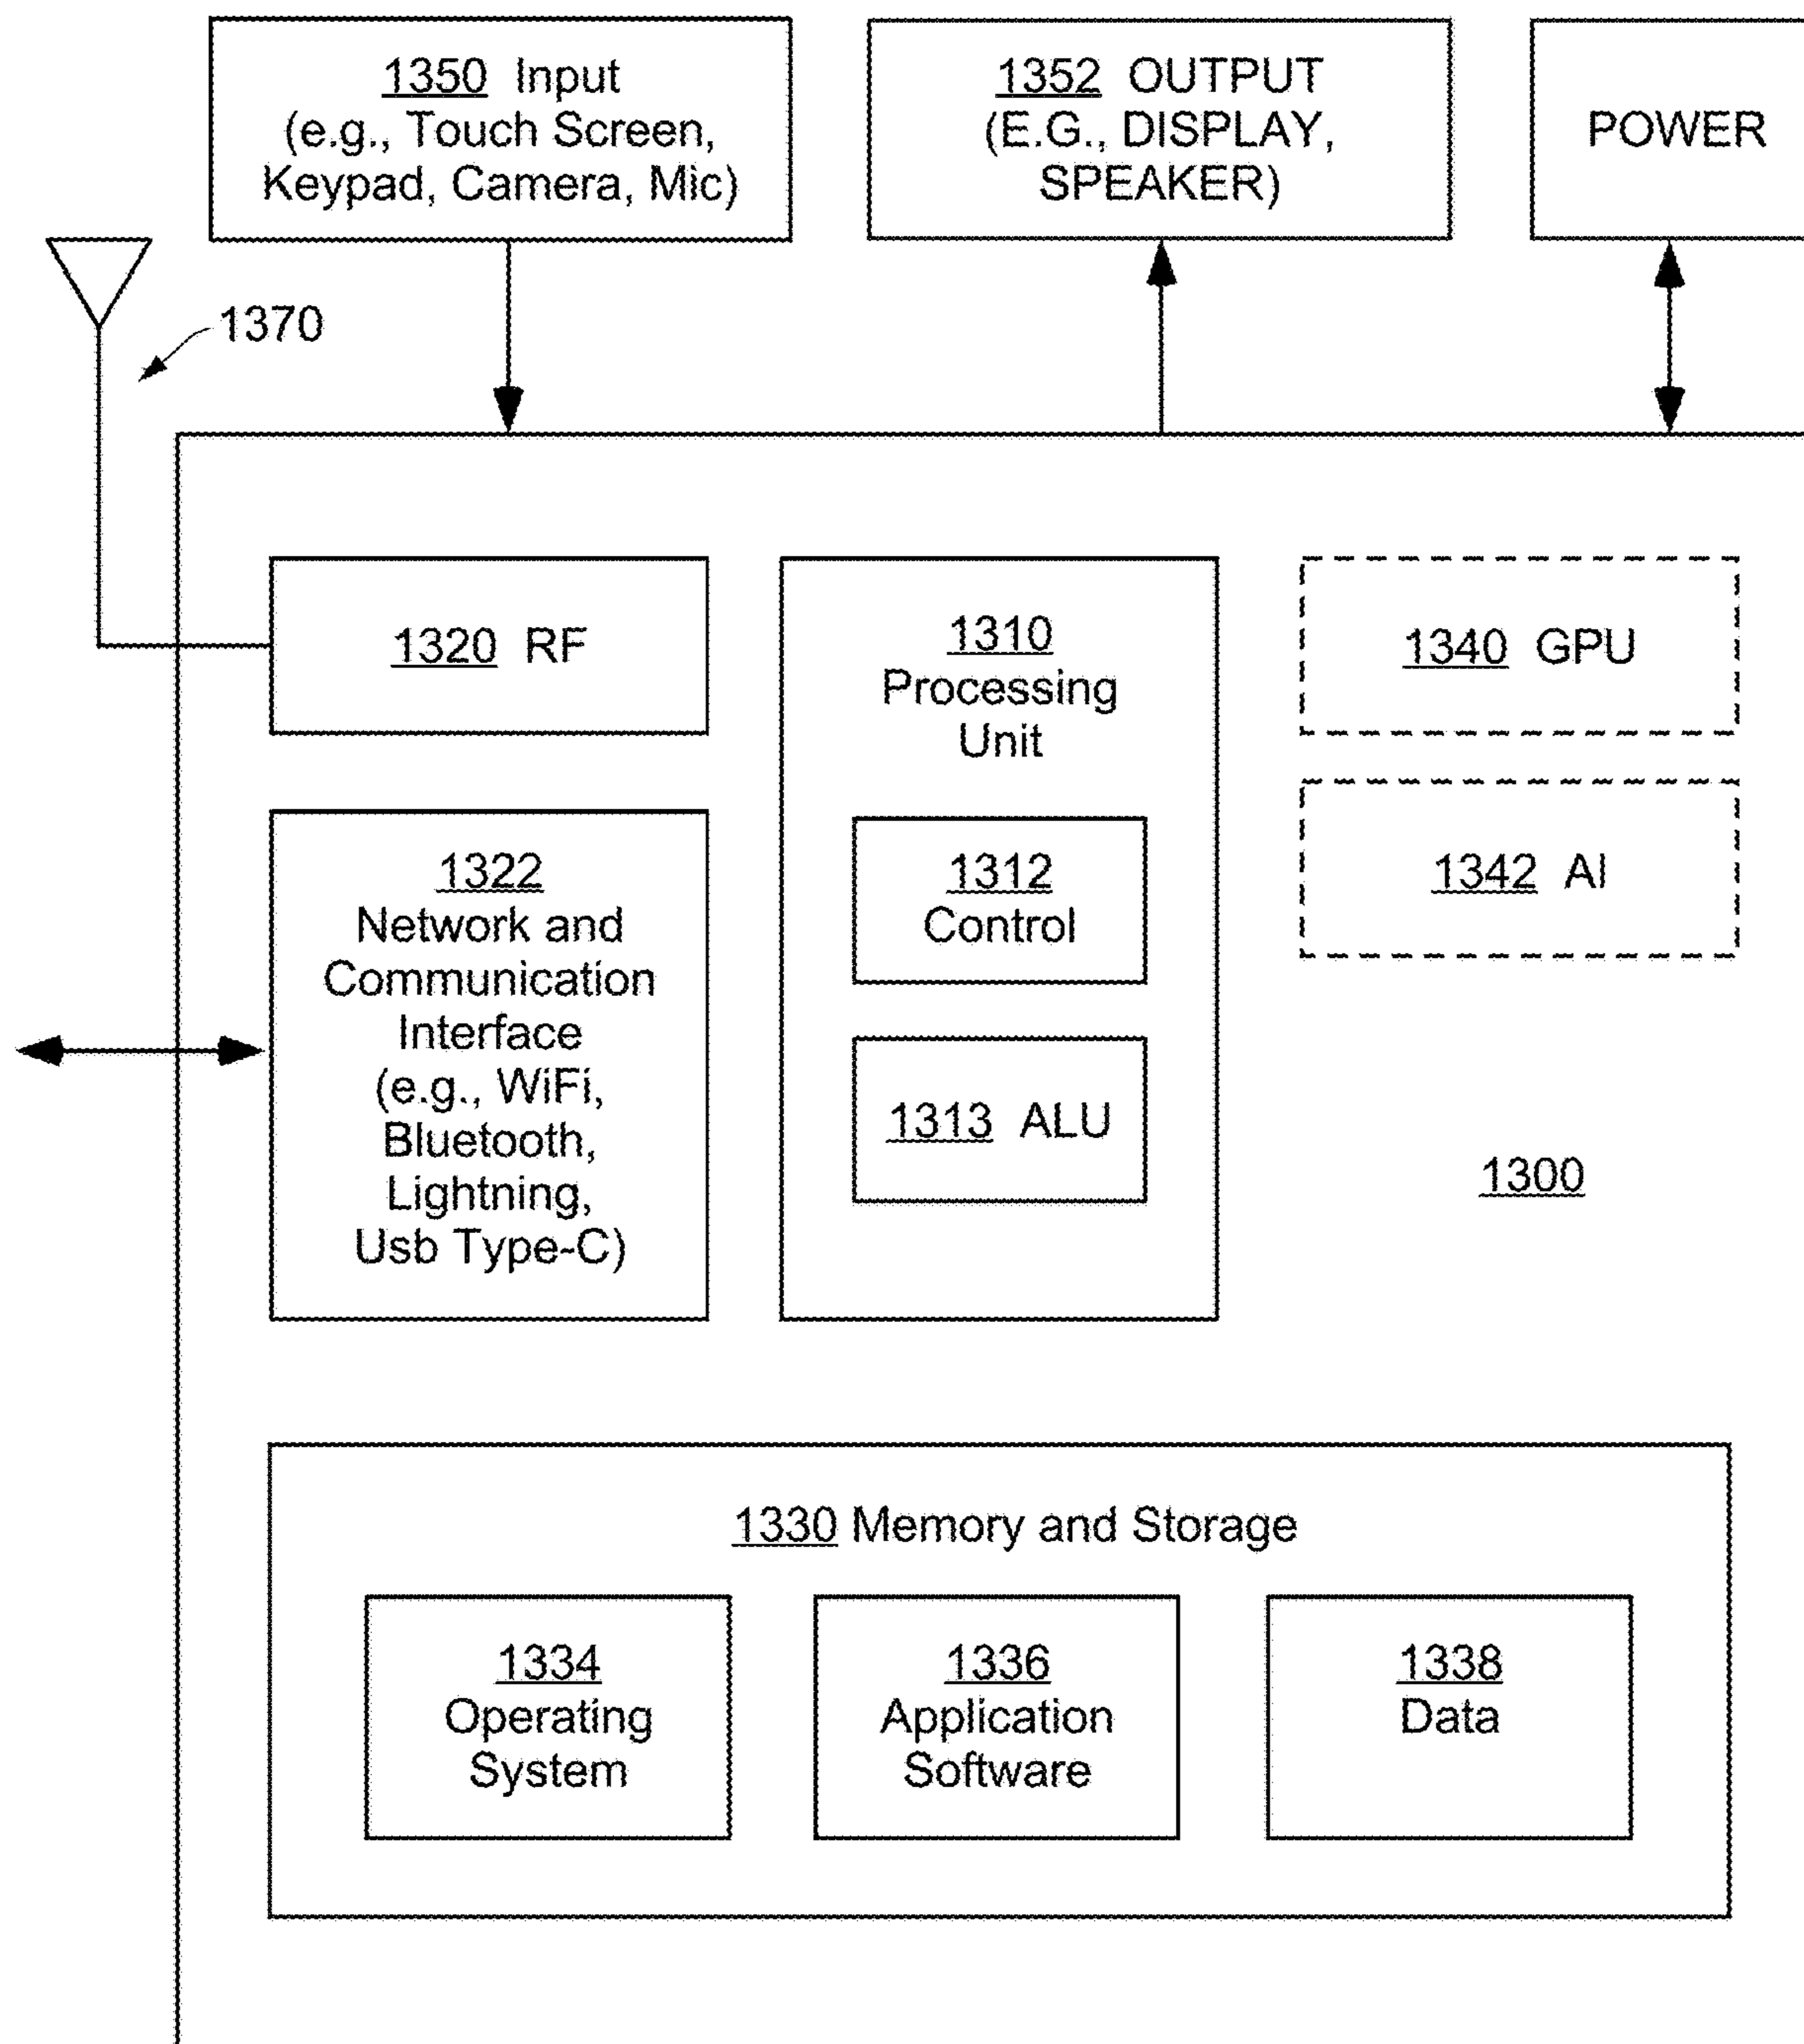 1350 Input
(e.g., Touch Screen,
Keypad, Camera, Mic)
1352 OUTPUT
(E.G., DISPLAY,
SPEAKER)
POWER
1370
1320 RF
1310
Processing
Unit
1340 GPU
1322
Network and
Communication
Interface
(e.g., WiFi,
Bluetooth,
Lightning,
Usb Type-C)
1312
Control
1342 AI
1313 ALU
1300
1330 Memory and Storage
1334
Operating
System
1336
Application
Software
1338
Data